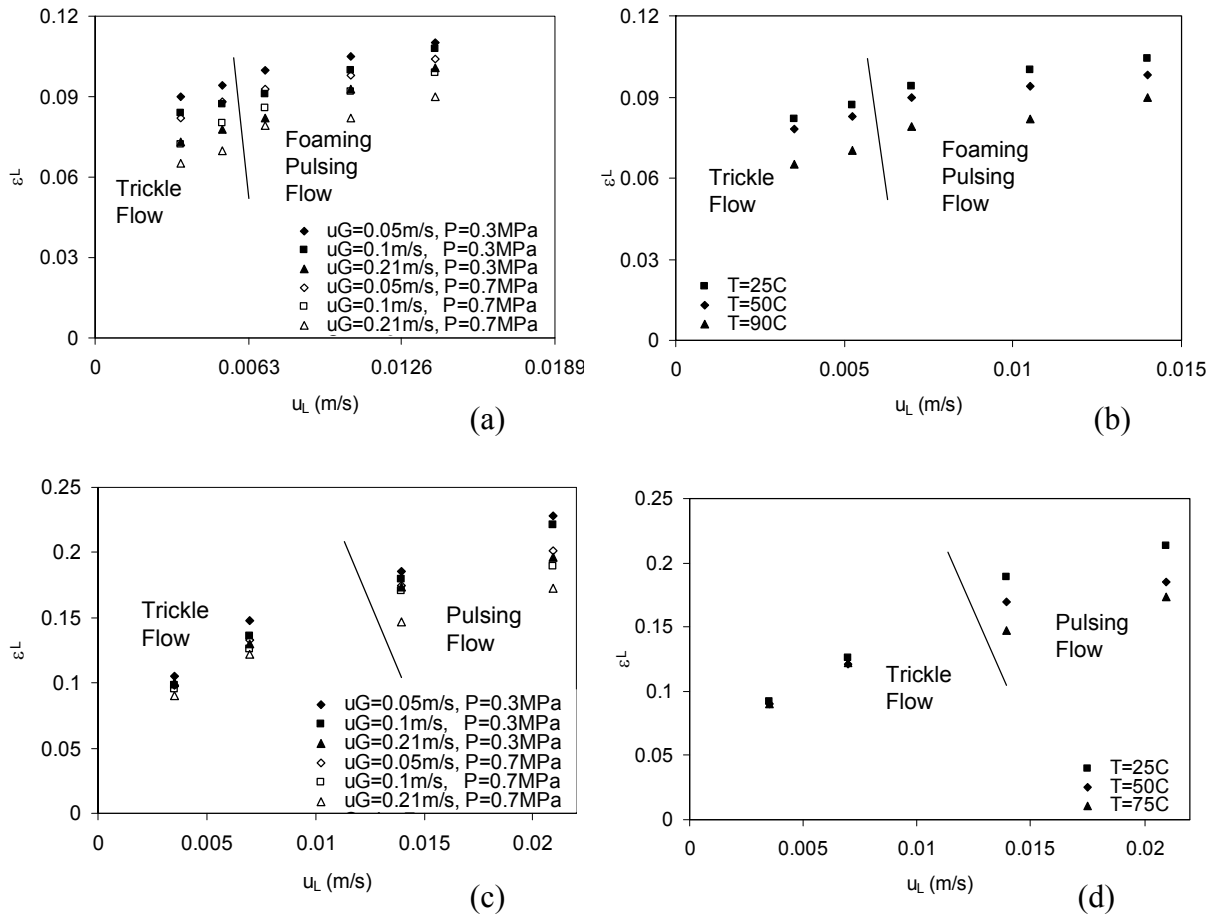 0.12
0.09
0.06
0.03
0
εL
Trickle
Flow
Foaming
Pulsing
Flow
uG=0.05m/s, P=0.3MPa
uG=0.1m/s, P=0.3MPa
uG=0.21m/s, P=0.3MPa
uG=0.05m/s, P=0.7MPa
uG=0.1m/s, P=0.7MPa
uG=0.21m/s, P=0.7MPa
0 0.0063 0.0126 0.0189
uL (m/s)
(a)
0.12
0.09
0.06
0.03
0
εL
Trickle
Flow
Foaming
Pulsing
Flow
T=25C
T=50C
T=90C
0 0.005 0.01 0.015
uL (m/s)
(b)
0.25
0.2
0.15
0.1
0.05
0
εL
Trickle
Flow
Pulsing
Flow
uG=0.05m/s, P=0.3MPa
uG=0.1m/s, P=0.3MPa
uG=0.21m/s, P=0.3MPa
uG=0.05m/s, P=0.7MPa
uG=0.1m/s, P=0.7MPa
uG=0.21m/s, P=0.7MPa
0 0.005 0.01 0.015 0.02
uL (m/s)
(c)
0.25
0.2
0.15
0.1
0.05
0
εL
Trickle
Flow
Pulsing
Flow
T=25C
T=50C
T=75C
0 0.005 0.01 0.015 0.02
uL (m/s)
(d)